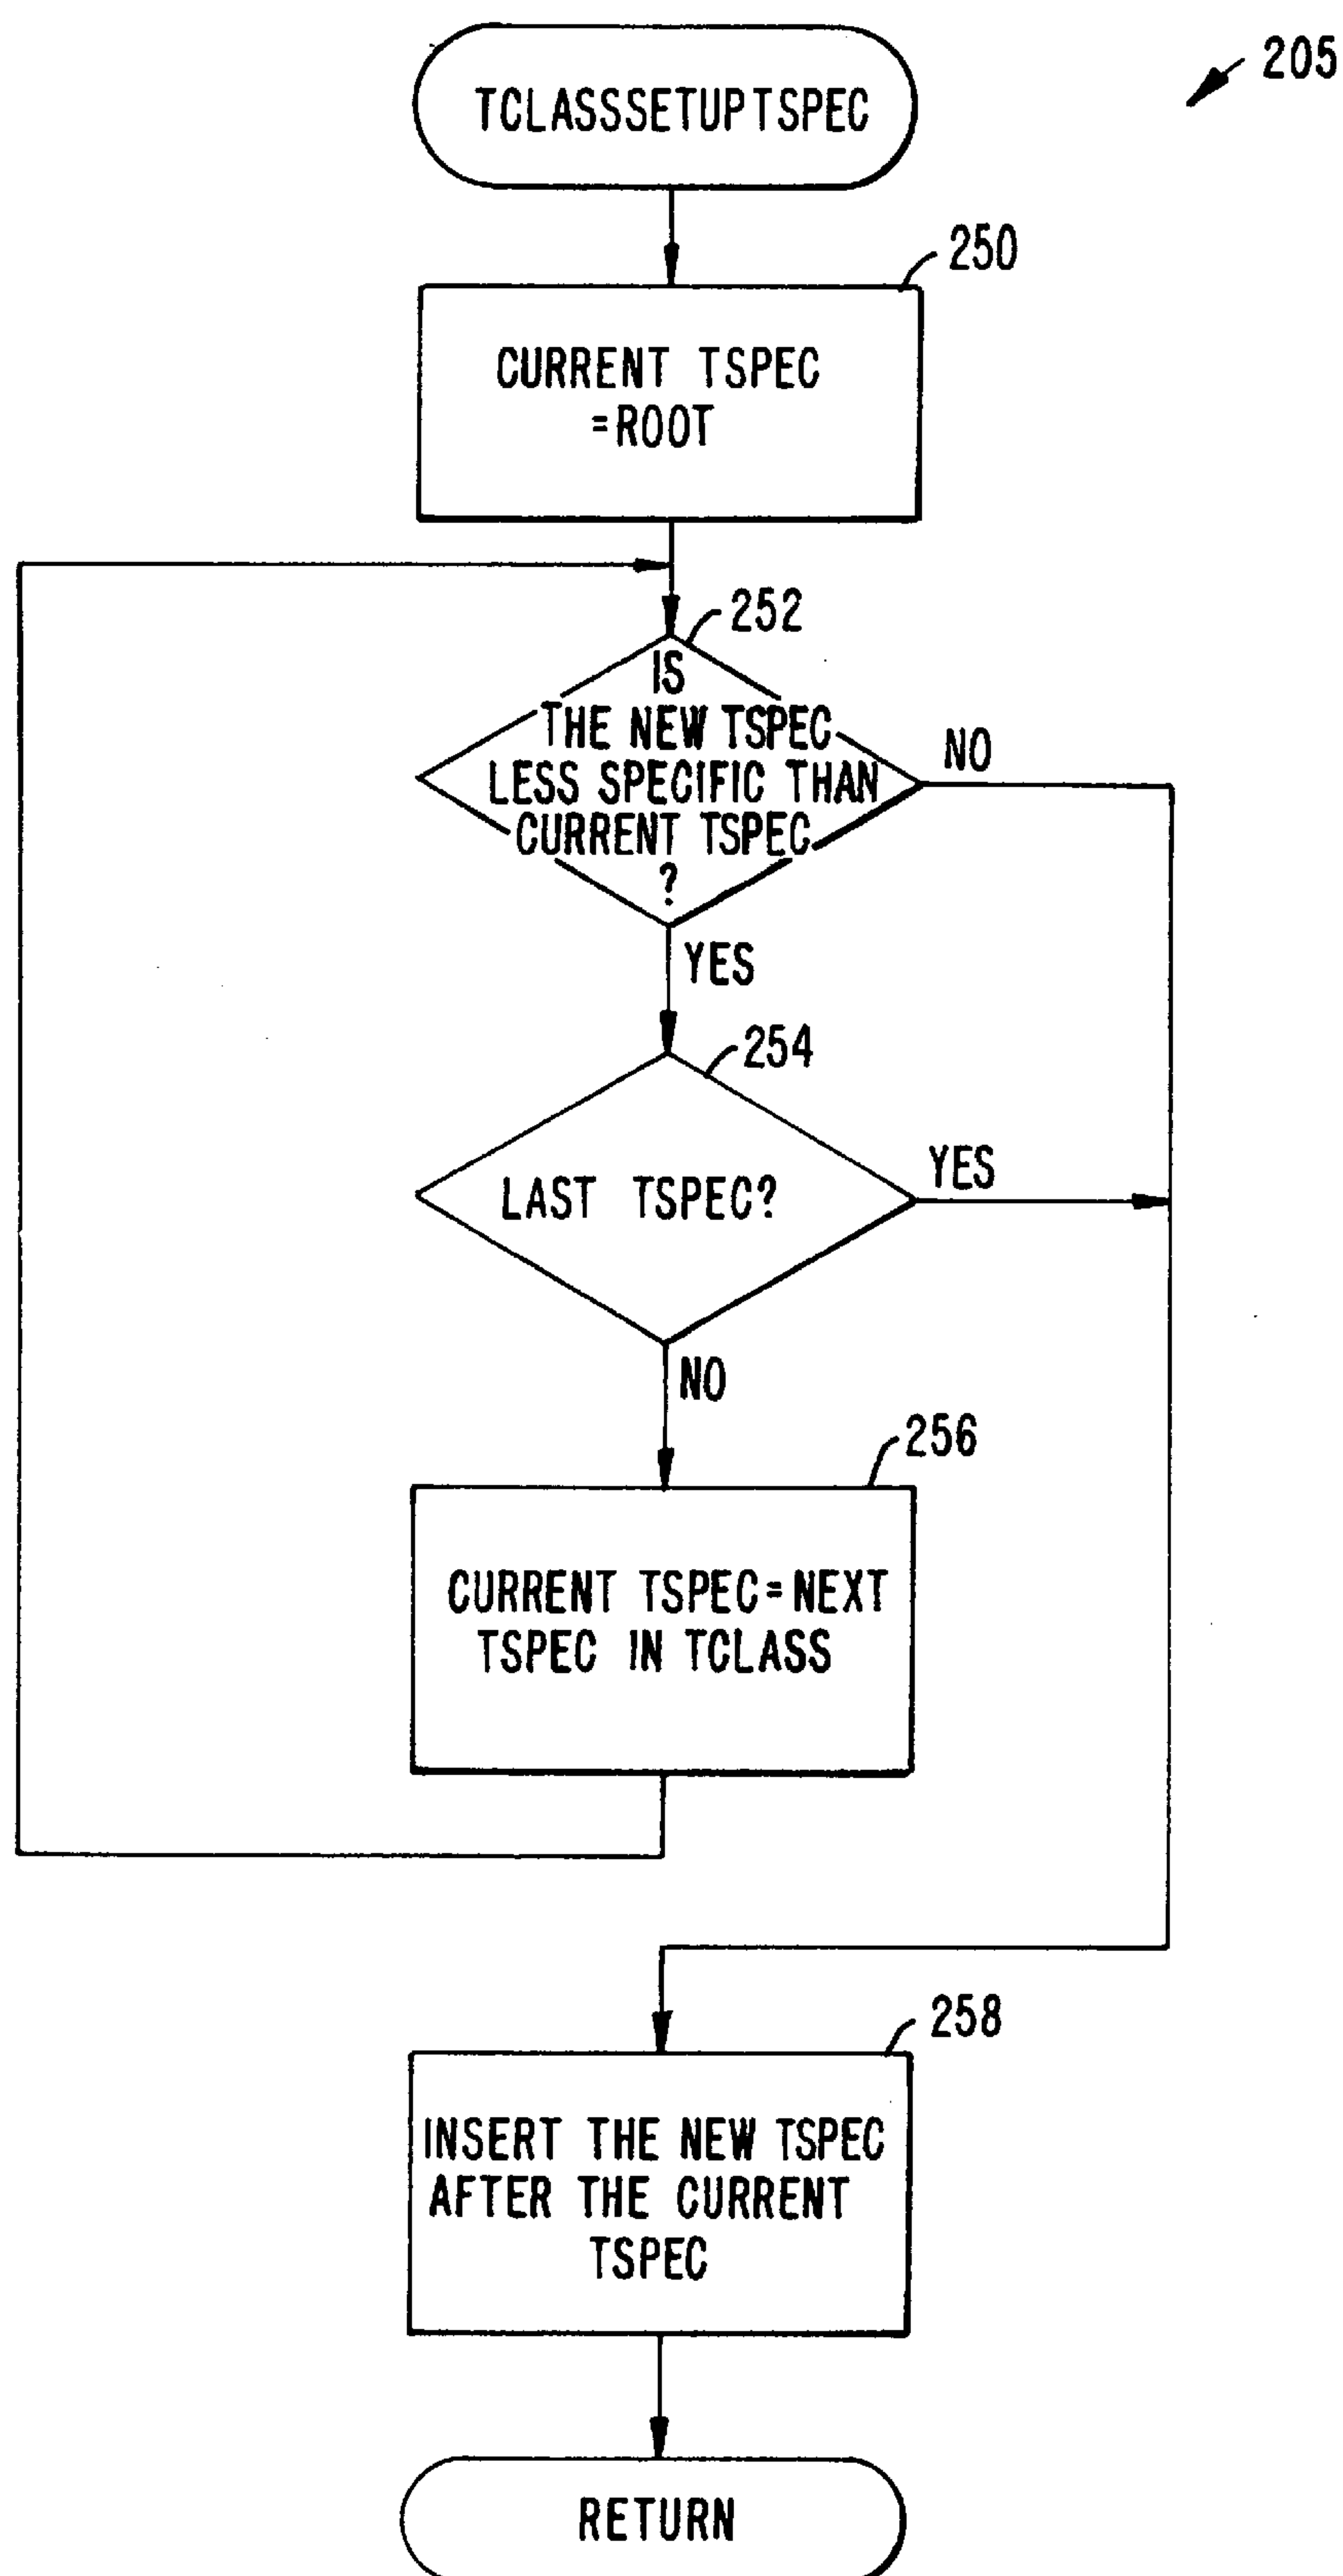 205
TCLASSSETUPTSPEC
250
CURRENT TSPEC
=ROOT
252
IS
THE NEW TSPEC
LESS SPECIFIC THAN
CURRENT TSPEC
?
NO
YES
254
LAST TSPEC?
YES
NO
256
CURRENT TSPEC=NEXT
TSPEC IN TCLASS
258
INSERT THE NEW TSPEC
AFTER THE CURRENT
TSPEC
RETURN